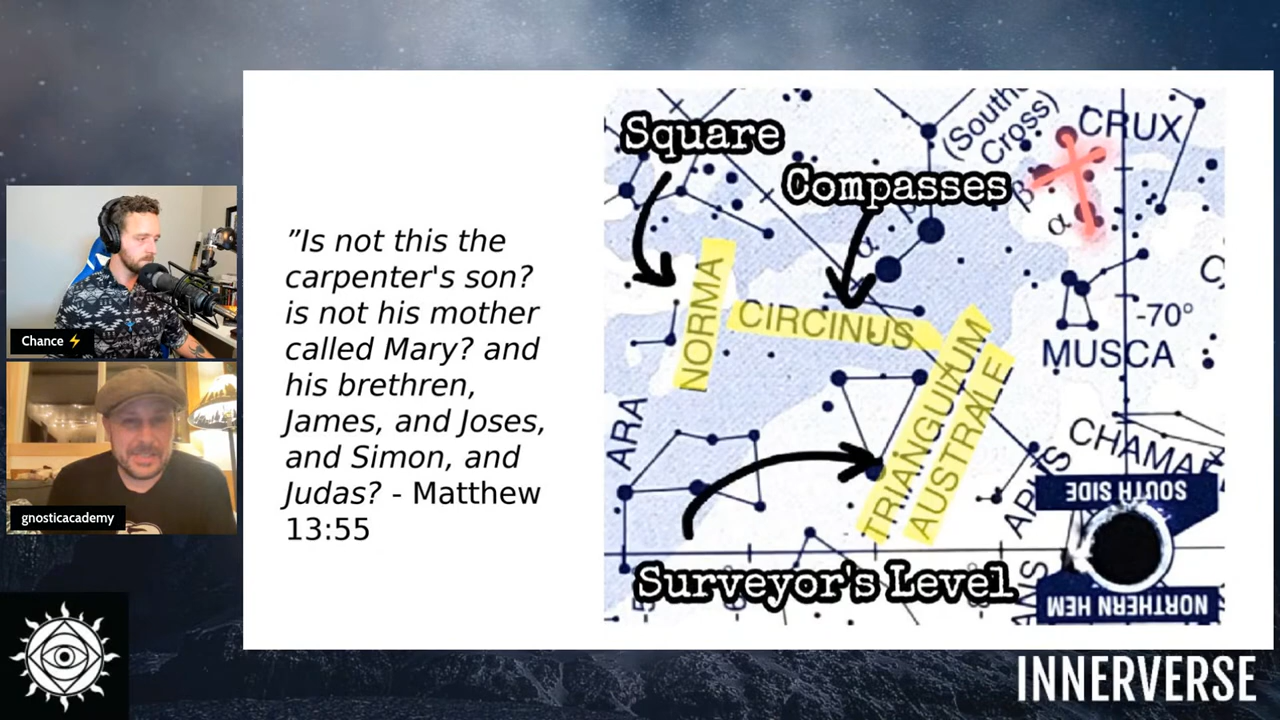 Chance ⚡
gnosticacademy
”Is not this the
carpenter's son?
is not his mother
called Mary? and
his brethren,
James, and Joses,
and Simon, and
Judas? - Matthew
13:55
Square
Compasses
(South
Cross)
CRUX
β
α
α
NORMA
CIRCINUS
TRIANGULUM
AUSTRALE
-70°
MUSCA
ARA
CHAMA
SOUTH SIDE
NORTHERN HEM
Surveyor's Level
INNERVERSE